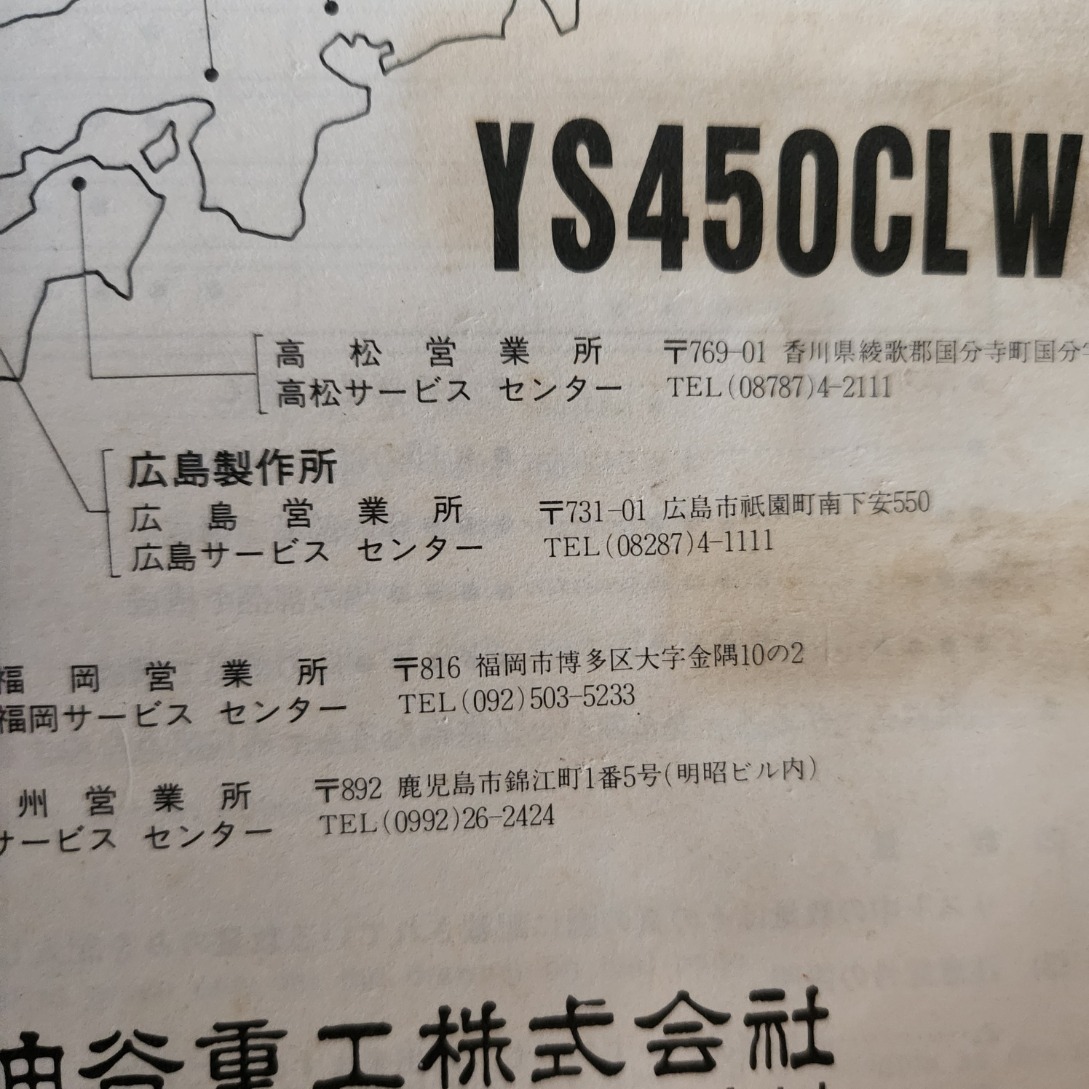 YS450CLW
高松営業所 〒769-01 香川県綾歌郡国分寺町国分
高松サービス センター TEL(08787)4-2111
広島製作所
広島営業所 〒731-01 広島市祇園町南下安550
広島サービス センター TEL(08287)4-1111
福岡営業所 〒816 福岡市博多区大字金隅10の2
福岡サービス センター TEL(092)503-5233
州営業所 〒892 鹿児島市錦江町1番5号(明昭ビル内)
サービス センター TEL(0992)26-2424
油谷重工株式会社